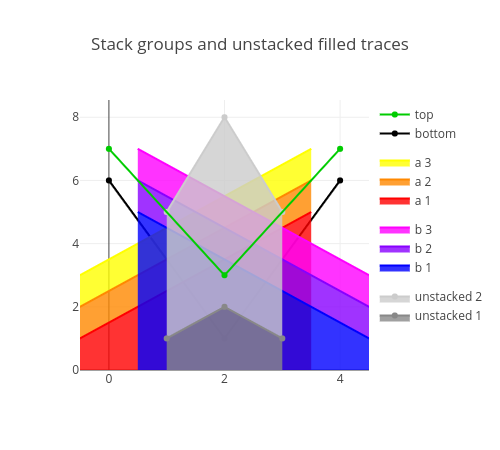 Stack groups and unstacked filled traces
8
6
4
2
0
0 2 4
top
bottom
a 3
a 2
a 1
b 3
b 2
b 1
unstacked 2
unstacked 1